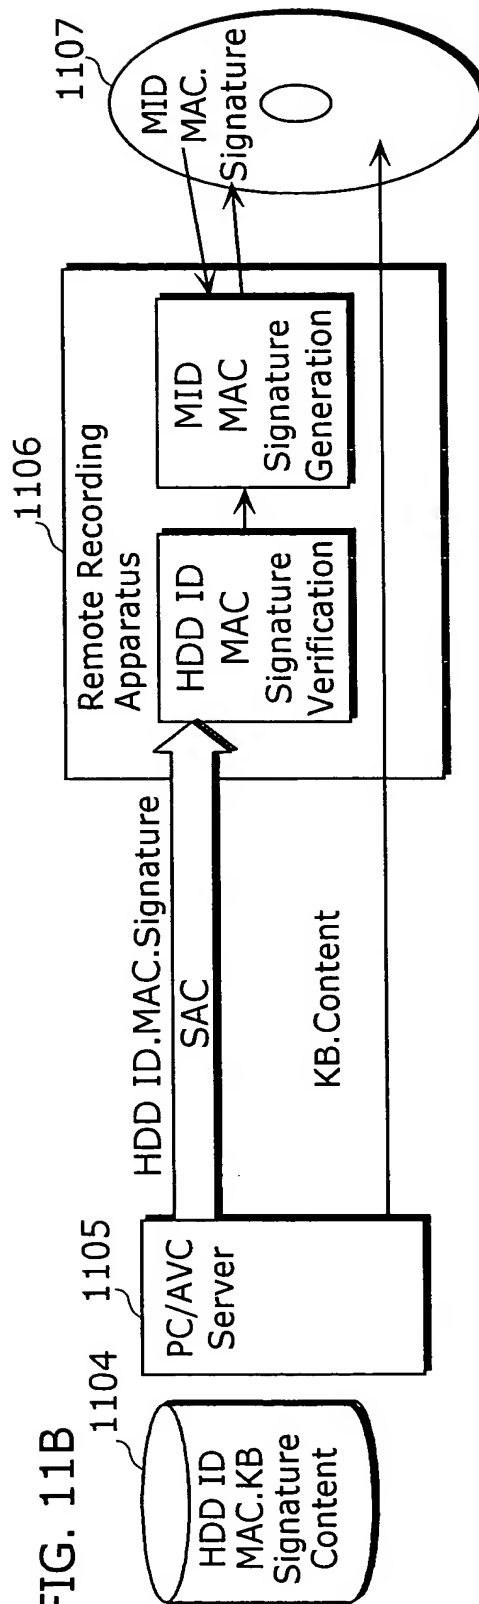 FIG. 11B
1104
HDD ID
MAC.KB
Signature
Content
1105
PC/AVC
Server
HDD ID.MAC.Signature
SAC
KB.Content
1106
Remote Recording
Apparatus
HDD ID
MAC
Signature
Verification
MID
MAC
Signature
Generation
1107
MID
MAC.
Signature